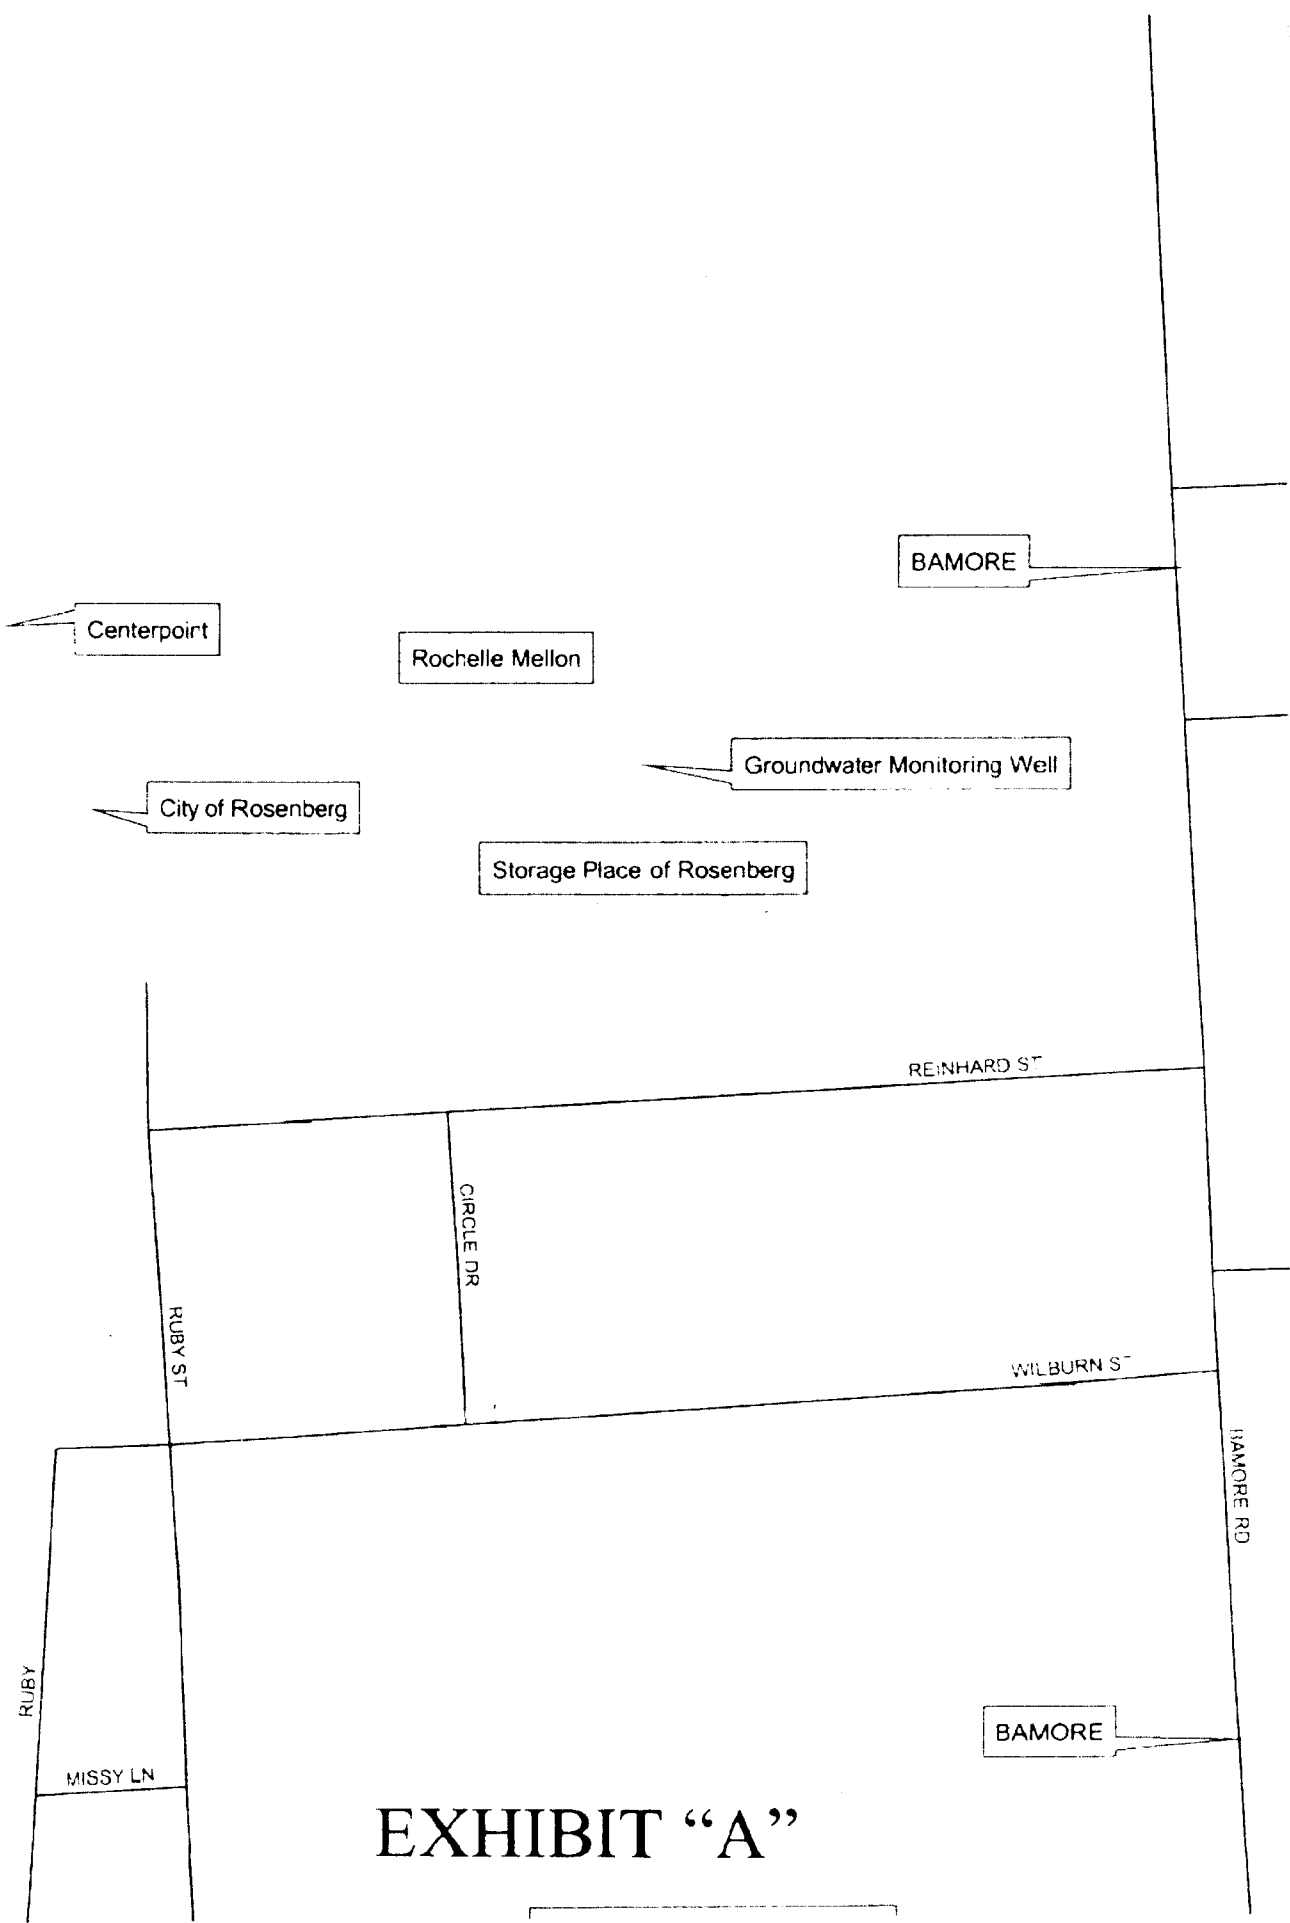 BAMORE
Centerpoint
Rochelle Mellon
Groundwater Monitoring Well
City of Rosenberg
Storage Place of Rosenberg
REINHARD ST
CIRCLE DR
RUBY ST
WILBURN ST
BAMORE RD
RUBY
BAMORE
MISSY LN
EXHIBIT “A”